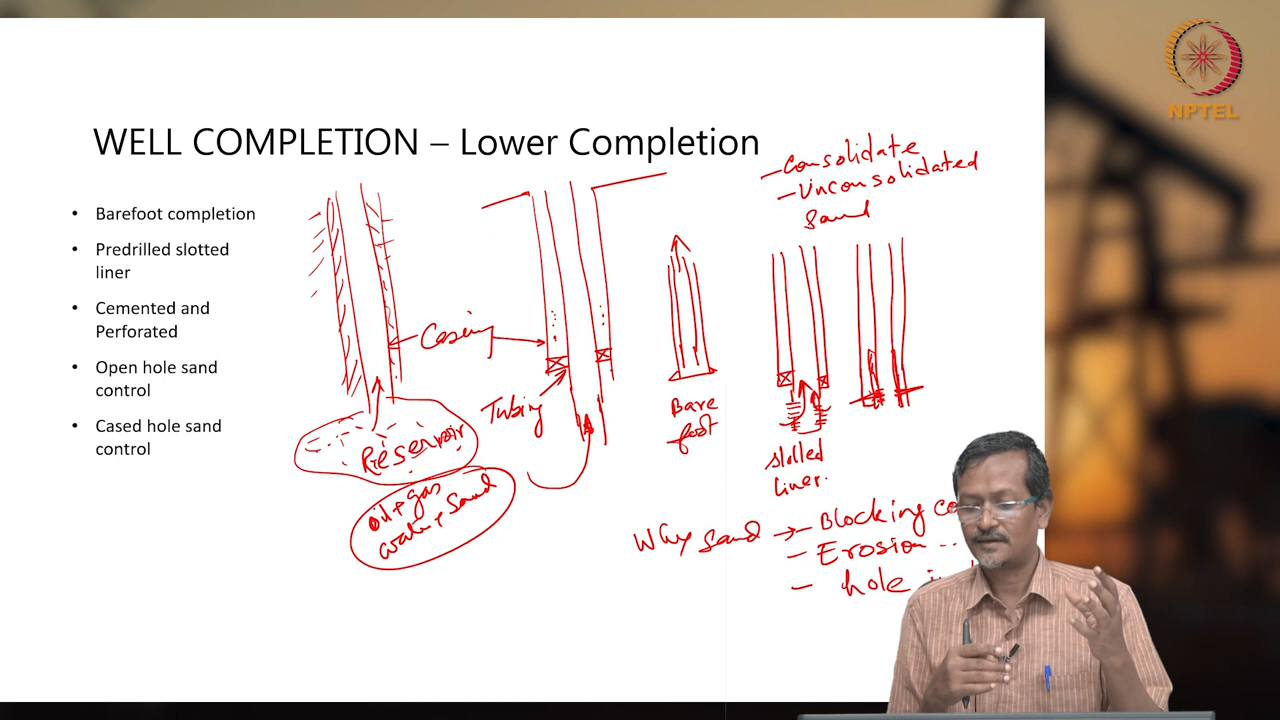 NPTEL
WELL COMPLETION – Lower Completion
• Barefoot completion
• Predrilled slotted
liner
• Cemented and
Perforated
• Open hole sand
control
• Cased hole sand
control
– Consolidate
– Unconsolidated
Sand
Casing
Tubing
Reservoir
oil + gas
water + Sand
Bare
foot
slotted
liner.
Why sand → – Blocking
– Erosion ..
– hole